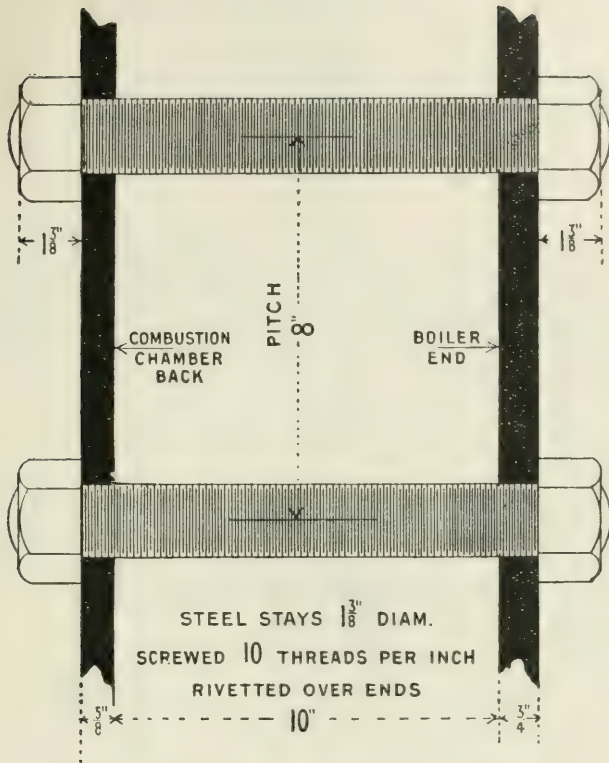 1 3/8"
1 3/8"
PITCH
8"
COMBUSTION
CHAMBER
BACK
BOILER
END
STEEL STAYS 1 3/8" DIAM.
SCREWED 10 THREADS PER INCH
RIVETTED OVER ENDS
5/8"
10"
3/4"